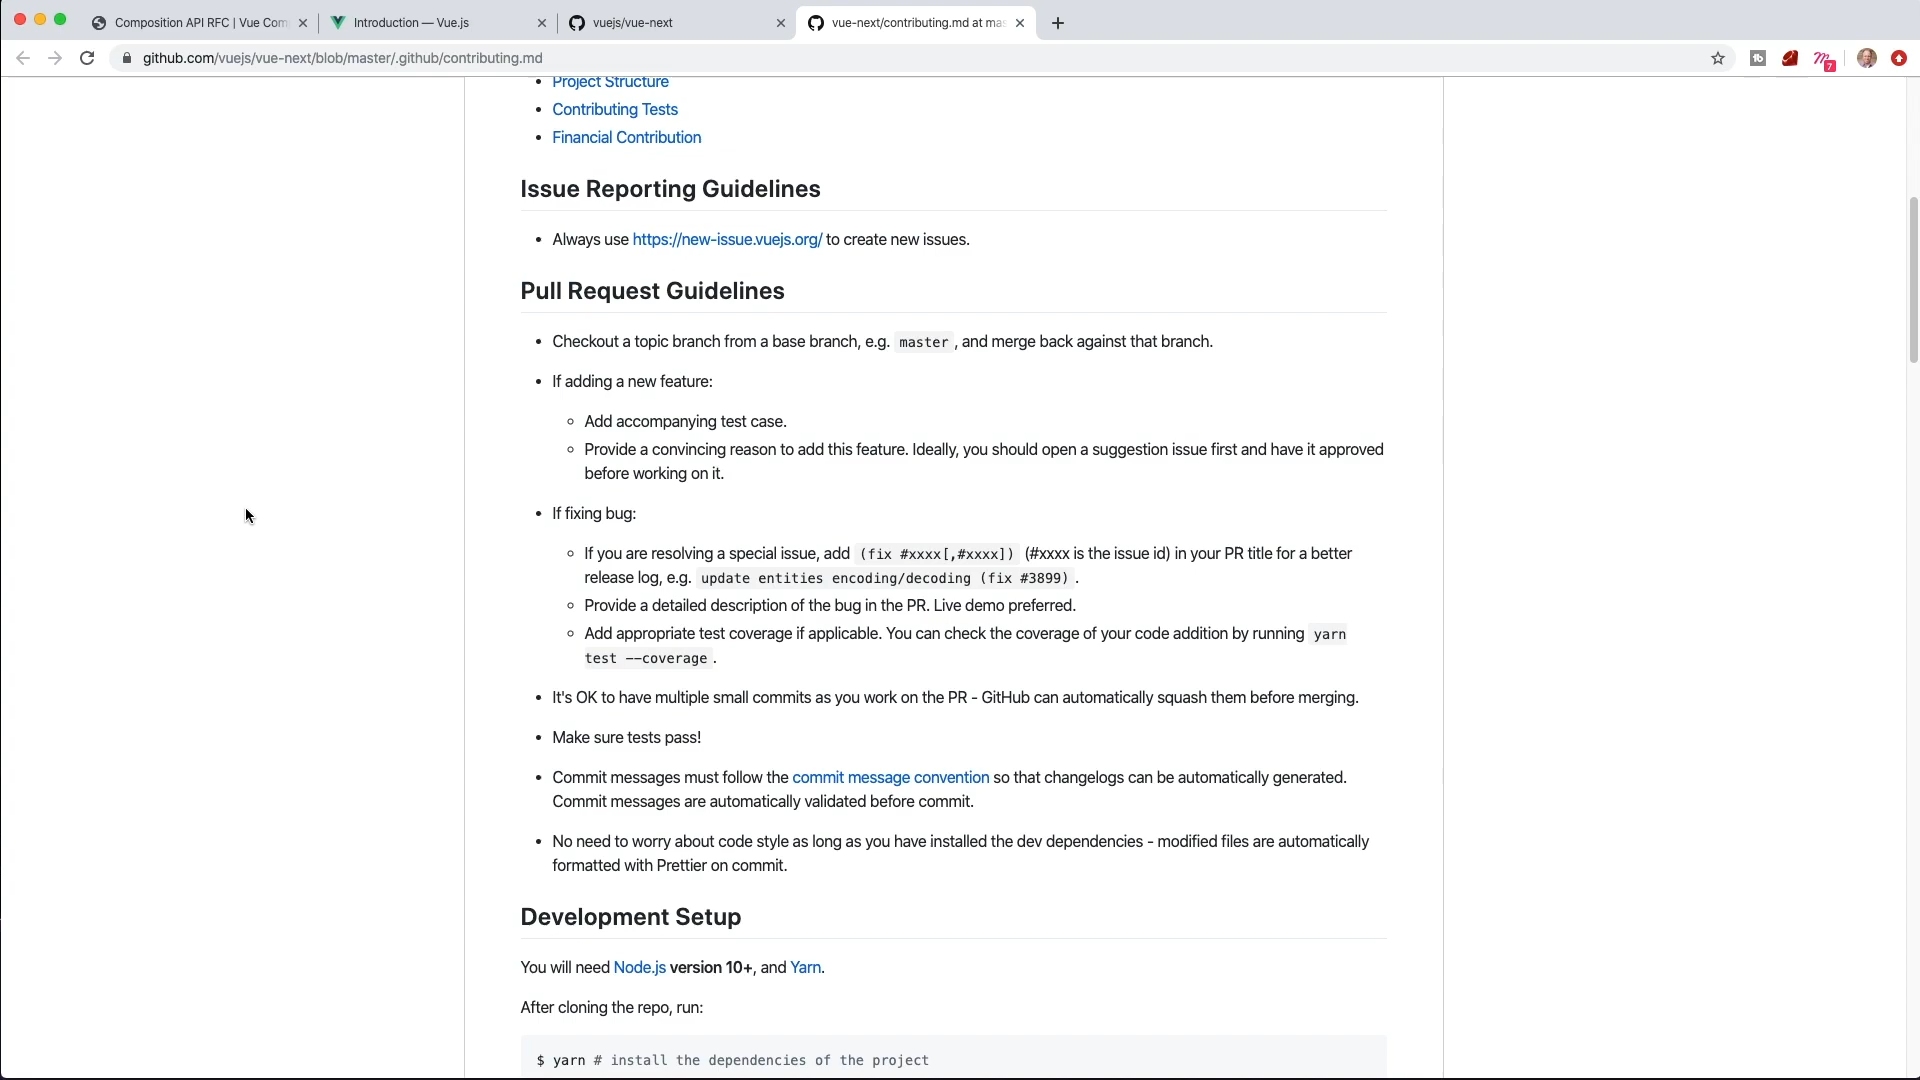 Composition API RFC | Vue Com
Introduction — Vue.js
vuejs/vue-next
vue-next/contributing.md at mas
github.com/vuejs/vue-next/blob/master/.github/contributing.md
7
Project Structure
Contributing Tests
Financial Contribution
Issue Reporting Guidelines
Always use https://new-issue.vuejs.org/ to create new issues.
Pull Request Guidelines
Checkout a topic branch from a base branch, e.g. master, and merge back against that branch.
If adding a new feature:
Add accompanying test case.
Provide a convincing reason to add this feature. Ideally, you should open a suggestion issue first and have it approved
before working on it.
If fixing bug:
If you are resolving a special issue, add (fix #xxxx[,#xxxx]) (#xxxx is the issue id) in your PR title for a better
release log, e.g. update entities encoding/decoding (fix #3899).
Provide a detailed description of the bug in the PR. Live demo preferred.
Add appropriate test coverage if applicable. You can check the coverage of your code addition by running yarn
test --coverage.
It's OK to have multiple small commits as you work on the PR - GitHub can automatically squash them before merging.
Make sure tests pass!
Commit messages must follow the commit message convention so that changelogs can be automatically generated.
Commit messages are automatically validated before commit.
No need to worry about code style as long as you have installed the dev dependencies - modified files are automatically
formatted with Prettier on commit.
Development Setup
You will need Node.js version 10+, and Yarn.
After cloning the repo, run:
$ yarn # install the dependencies of the project